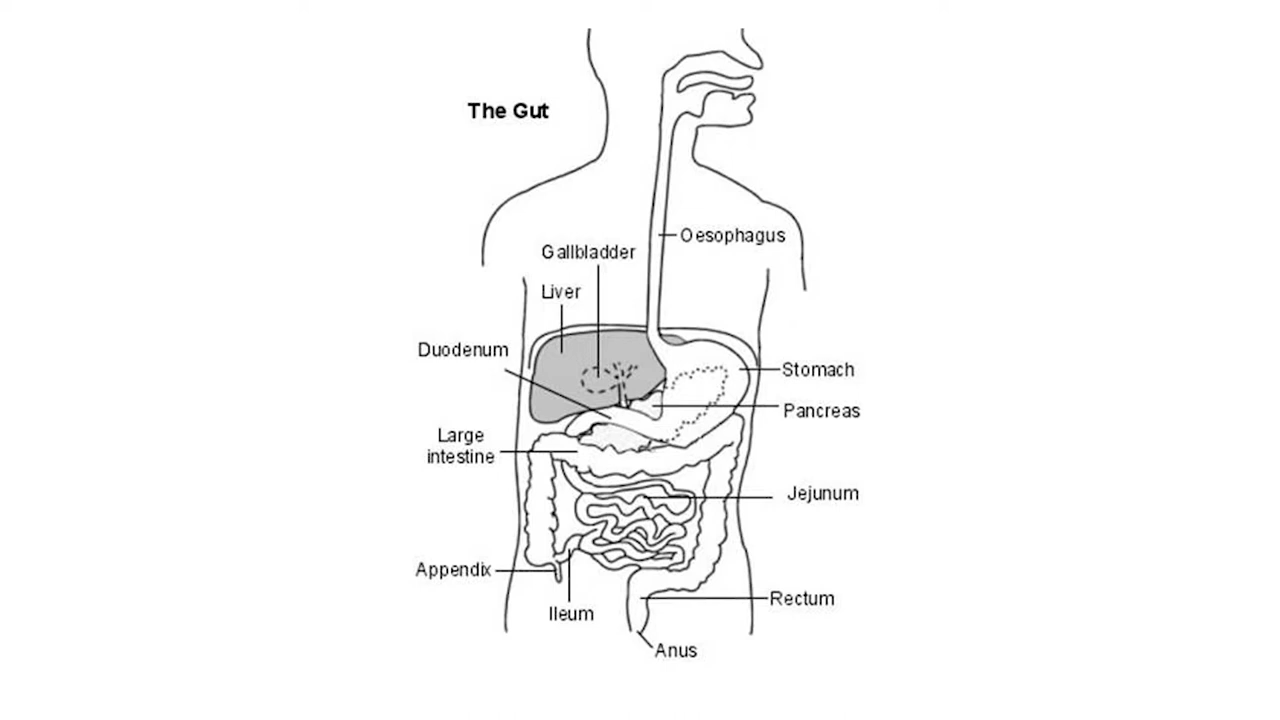 The Gut
Oesophagus
Gallbladder
Liver
Duodenum
Stomach
Pancreas
Large
intestine
Jejunum
Appendix
Rectum
Ileum
Anus